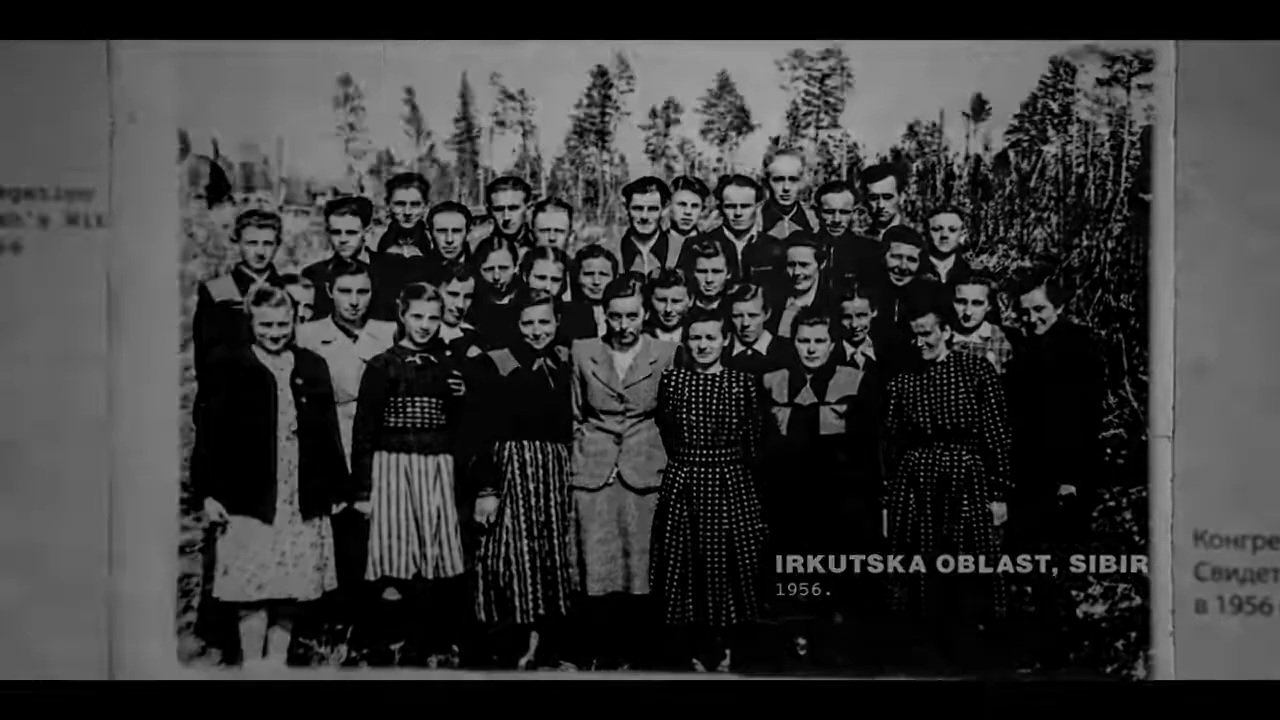 IRKUTSKA OBLAST, SIBIR
1956.
Конгре
Свидет
в 1956